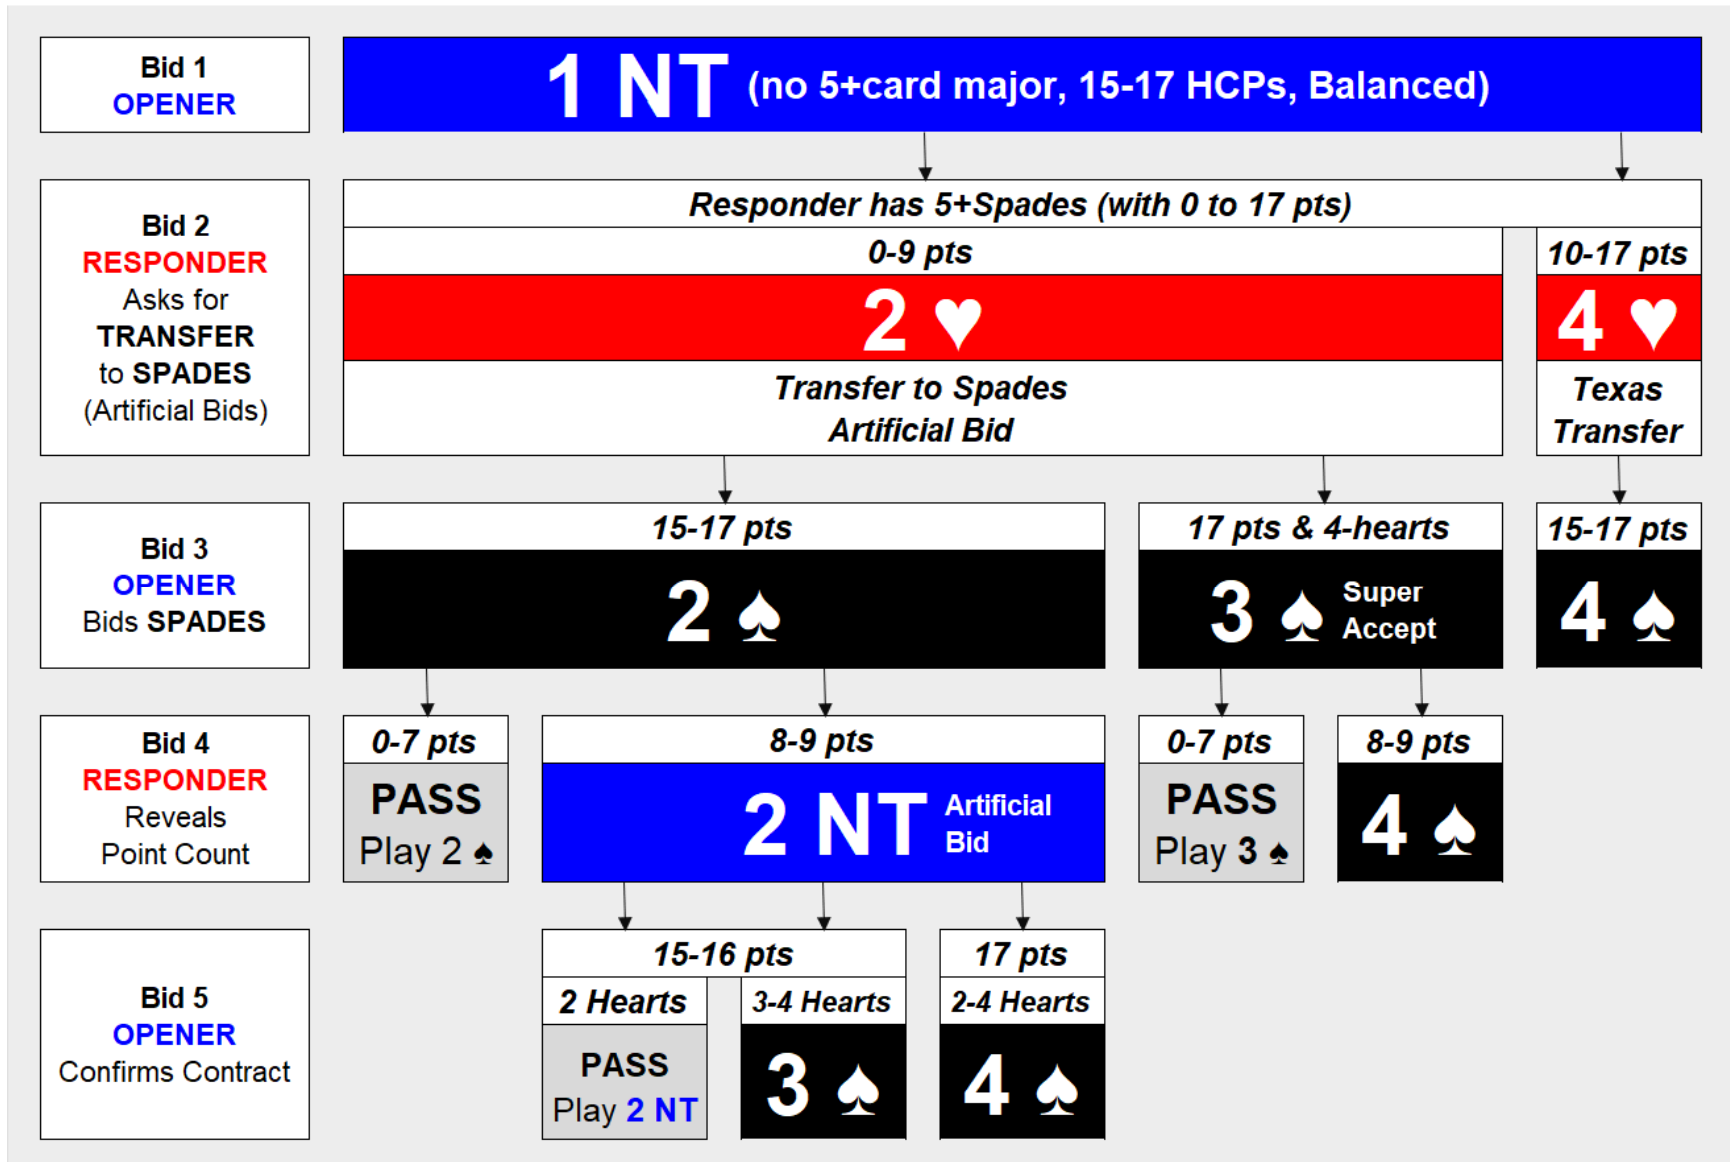 Bid 1
OPENER
1 NT (no 5+card major, 15-17 HCPs, Balanced)
Bid 2
RESPONDER
Asks for
TRANSFER
to SPADES
(Artificial Bids)
Responder has 5+Spades (with 0 to 17 pts)
0-9 pts
2 ♥
Transfer to Spades
Artificial Bid
10-17 pts
4 ♥
Texas
Transfer
Bid 3
OPENER
Bids SPADES
15-17 pts
2 ♠
17 pts & 4-hearts
3 ♠ Super
Accept
15-17 pts
4 ♠
Bid 4
RESPONDER
Reveals
Point Count
0-7 pts
PASS
Play 2 ♠
8-9 pts
2 NT Artificial
Bid
0-7 pts
PASS
Play 3 ♠
8-9 pts
4 ♠
Bid 5
OPENER
Confirms Contract
15-16 pts
2 Hearts
PASS
Play 2 NT
3-4 Hearts
3 ♠
17 pts
2-4 Hearts
4 ♠